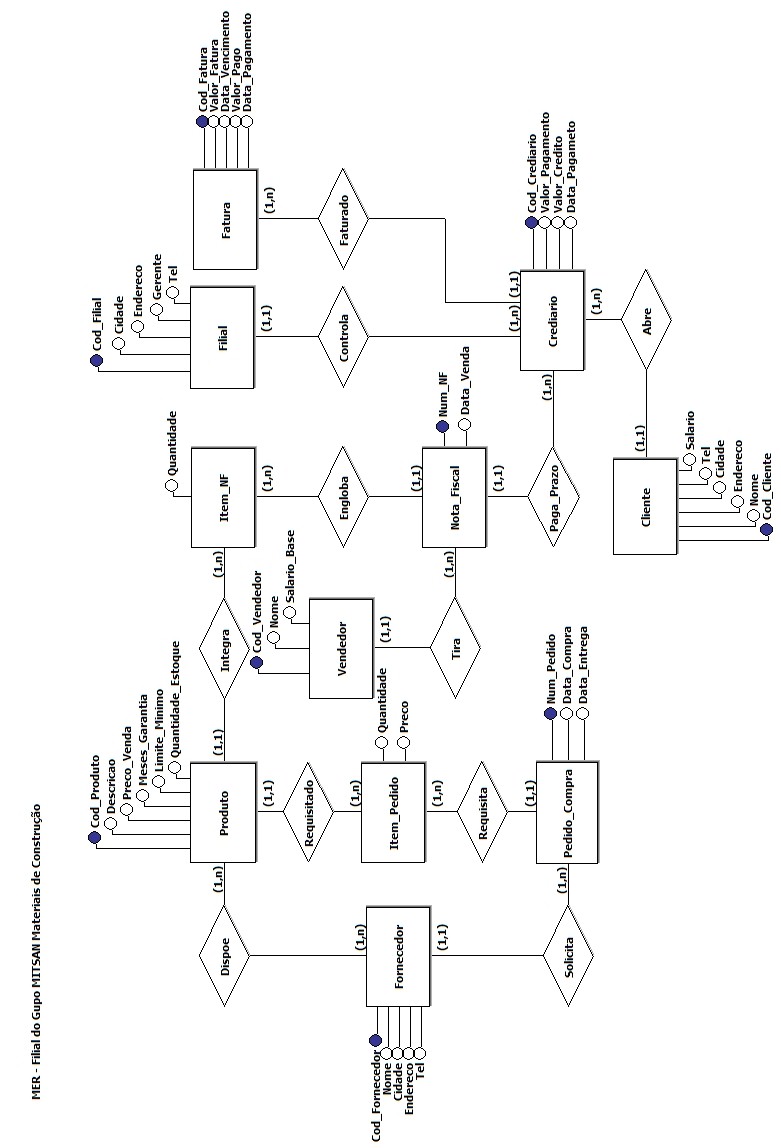 MER - Filial do Gupo MITSAN Materiais de Construção
Cod_Produto
Descricao
Preco_Venda
Meses_Garantia
Limite_Minimo
Quantidade_Estoque
Produto
(1,n)
(1,1)
(1,1)
Dispoe
Integra
(1,n)
Item_NF
Quantidade
(1,n)
Cod_Filial
Cidade
Endereco
Gerente
Tel
Filial
(1,1)
Cod_Fatura
Valor_Fatura
Data_Vencimento
Valor_Pago
Data_Pagamento
Fatura
(1,n)
Cod_Vendedor
Nome
Salario_Base
Vendedor
(1,1)
Requisitado
Engloba
Controla
Faturado
(1,n)
Fornecedor
(1,1)
Cod_Fornecedor
Nome
Cidade
Endereco
Tel
(1,n)
Item_Pedido
(1,n)
Quantidade
Preco
(1,1)
Nota_Fiscal
(1,n)
(1,1)
Num_NF
Data_Venda
Requisita
Tira
Solicita
(1,n)
(1,1)
Pedido_Compra
Num_Pedido
Data_Compra
Data_Entrega
Paga_Prazo
(1,n)
(1,n)
(1,1)
Crediario
(1,n)
Cod_Crediario
Valor_Pagamento
Valor_Credito
Data_Pagameto
Abre
(1,1)
Cliente
Salario
Tel
Cidade
Endereco
Nome
Cod_Cliente